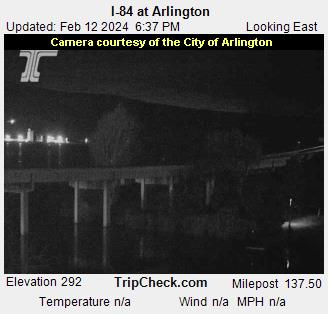 I-84 at Arlington
Updated: Feb 12 2024 6:37 PM Looking East
Camera courtesy of the City of Arlington
Elevation 292 TripCheck.com Milepost 137.50
Temperature n/a Wind n/a MPH n/a